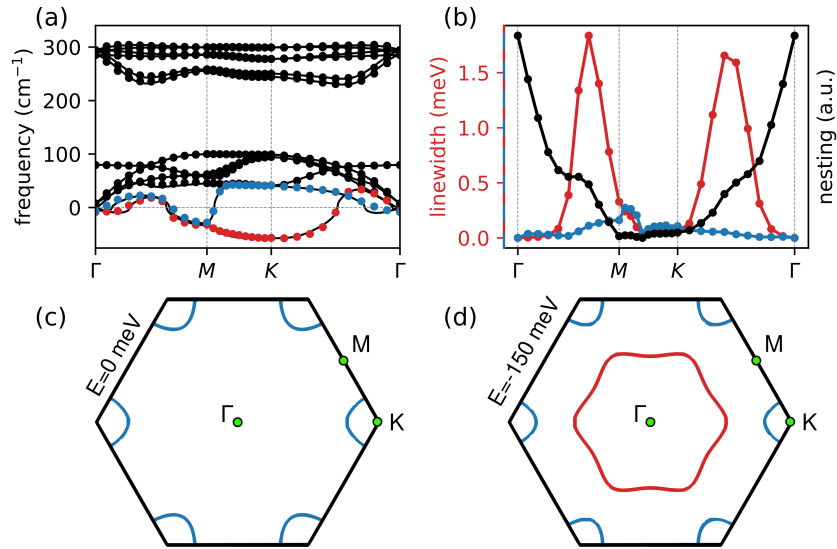 (a)
frequency (cm⁻¹)
300
200
100
0
Γ
M
K
Γ
(b)
linewidth (meV)
1.5
1.0
0.5
0.0
nesting (a.u.)
Γ
M
K
Γ
(c)
E=0 meV
M
Γ
K
(d)
E=-150 meV
M
Γ
K